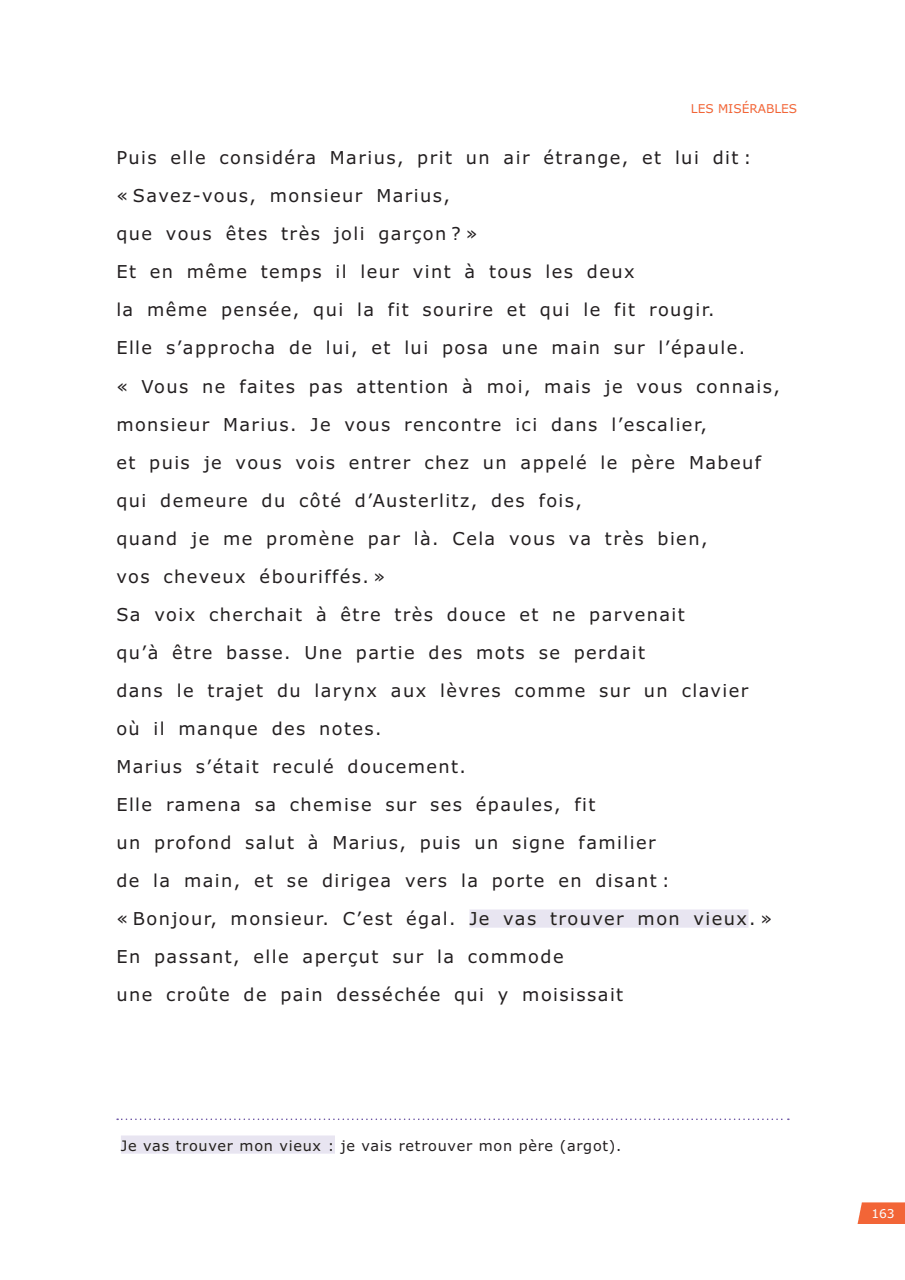 LES MISÉRABLES
Puis elle considéra Marius, prit un air étrange, et lui dit :
« Savez-vous, monsieur Marius,
que vous êtes très joli garçon ? »
Et en même temps il leur vint à tous les deux
la même pensée, qui la fit sourire et qui le fit rougir.
Elle s’approcha de lui, et lui posa une main sur l’épaule.
« Vous ne faites pas attention à moi, mais je vous connais,
monsieur Marius. Je vous rencontre ici dans l’escalier,
et puis je vous vois entrer chez un appelé le père Mabeuf
qui demeure du côté d’Austerlitz, des fois,
quand je me promène par là. Cela vous va très bien,
vos cheveux ébouriffés. »
Sa voix cherchait à être très douce et ne parvenait
qu’à être basse. Une partie des mots se perdait
dans le trajet du larynx aux lèvres comme sur un clavier
où il manque des notes.
Marius s’était reculé doucement.
Elle ramena sa chemise sur ses épaules, fit
un profond salut à Marius, puis un signe familier
de la main, et se dirigea vers la porte en disant :
« Bonjour, monsieur. C’est égal. Je vas trouver mon vieux. »
En passant, elle aperçut sur la commode
une croûte de pain desséchée qui y moisissait
Je vas trouver mon vieux : je vais retrouver mon père (argot).
163